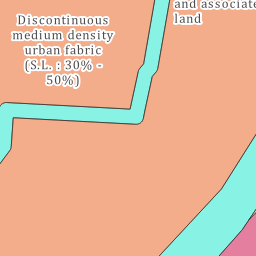 and associate
land
Discontinuous
medium density
urban fabric
(S.L. : 30% -
50%)